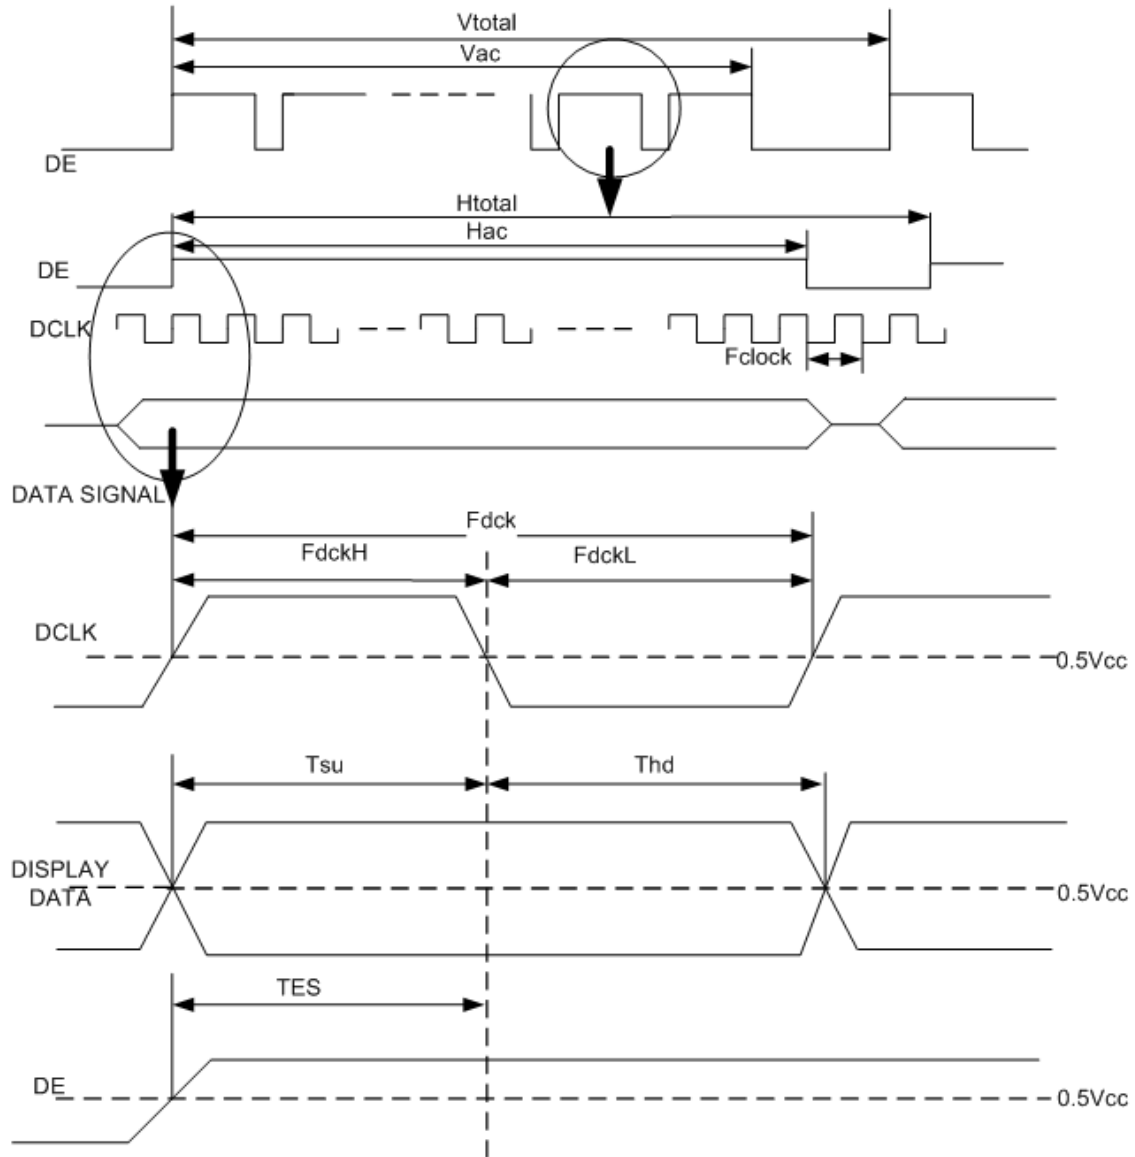 Vtotal
Vac
DE
Htotal
Hac
DE
DCLK
Fclock
DATA SIGNAL
Fdck
FdckH
FdckL
DCLK
0.5Vcc
Tsu
Thd
DISPLAY
DATA
0.5Vcc
TES
DE
0.5Vcc